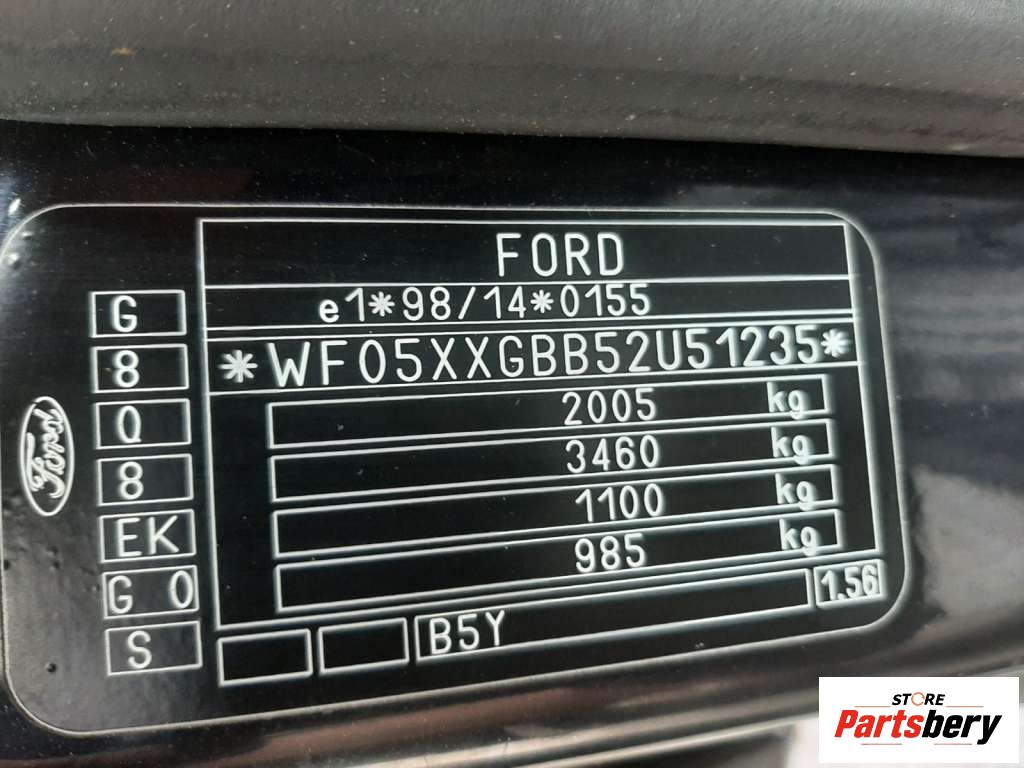 FORD
e1*98/14*0155
*WF05XXGBB52U51235*
2005 kg
3460 kg
1100 kg
985 kg
B5Y
1.56
G
8
Q
8
EK
G 0
S
Ford
STORE
Partsbery